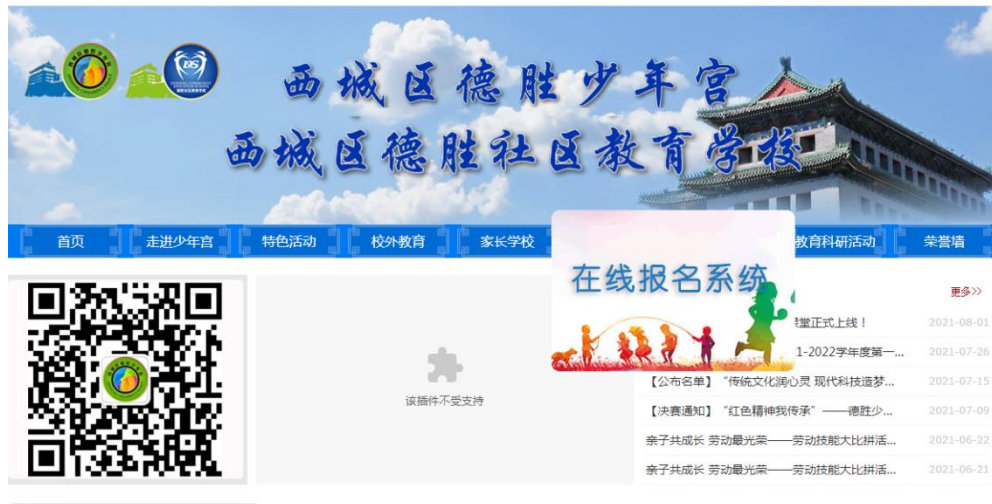 西城区德胜少年宫
西城区德胜社区教育学校
首页 走进少年宫 特色活动 校外教育 家长学校 教育科研活动 荣誉墙
在线报名系统
更多>>
课堂正式上线！ 2021-08-01
1-2022学年度第一... 2021-07-26
【公布名单】“传统文化润心灵 现代科技造梦... 2021-07-15
该插件不受支持
【决赛通知】“红色精神我传承”——德胜少... 2021-07-09
亲子共成长 劳动最光荣——劳动技能大比拼活... 2021-06-22
亲子共成长 劳动最光荣——劳动技能大比拼活... 2021-06-21